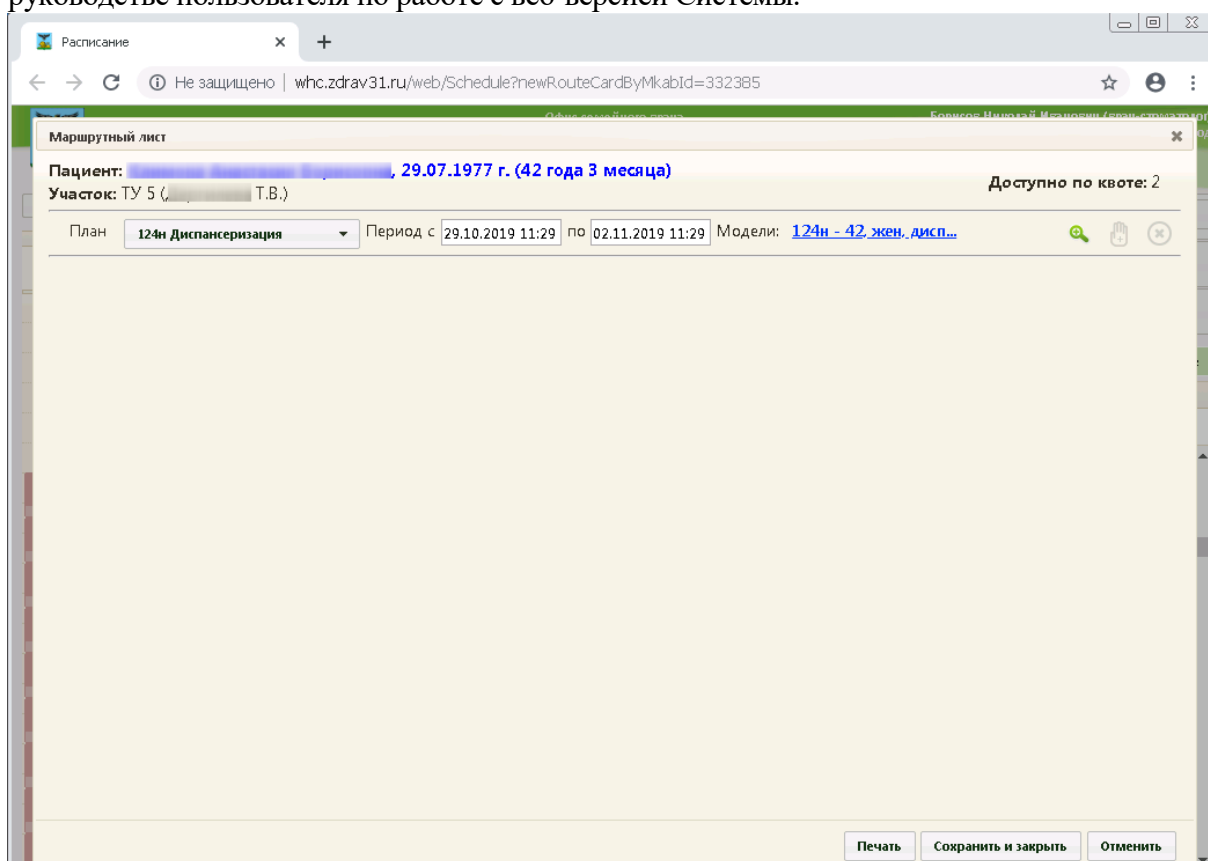 руководстве пользователя по работе с веб-версией Системы.
Расписание
Не защищено | whc.zdrav31.ru/web/Schedule?newRouteCardByMkabId=332385
Маршрутный лист
Пациент: , 29.07.1977 г. (42 года 3 месяца)
Доступно по квоте: 2
Участок: ТУ 5 ( Т.В.)
План 124н Диспансеризация Период с 29.10.2019 11:29 по 02.11.2019 11:29 Модели: 124н - 42, жен, дисп...
Печать Сохранить и закрыть Отменить